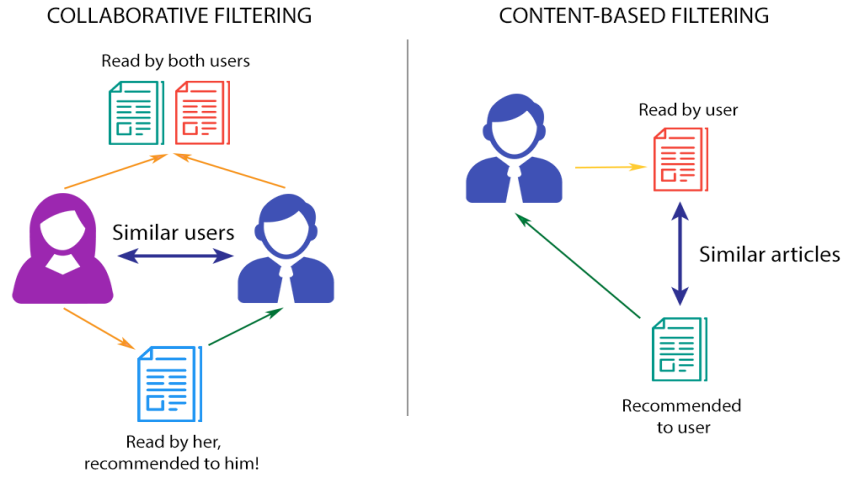 COLLABORATIVE FILTERING
Read by both users
Similar users
Read by her,
recommended to him!
CONTENT-BASED FILTERING
Read by user
Similar articles
Recommended
to user